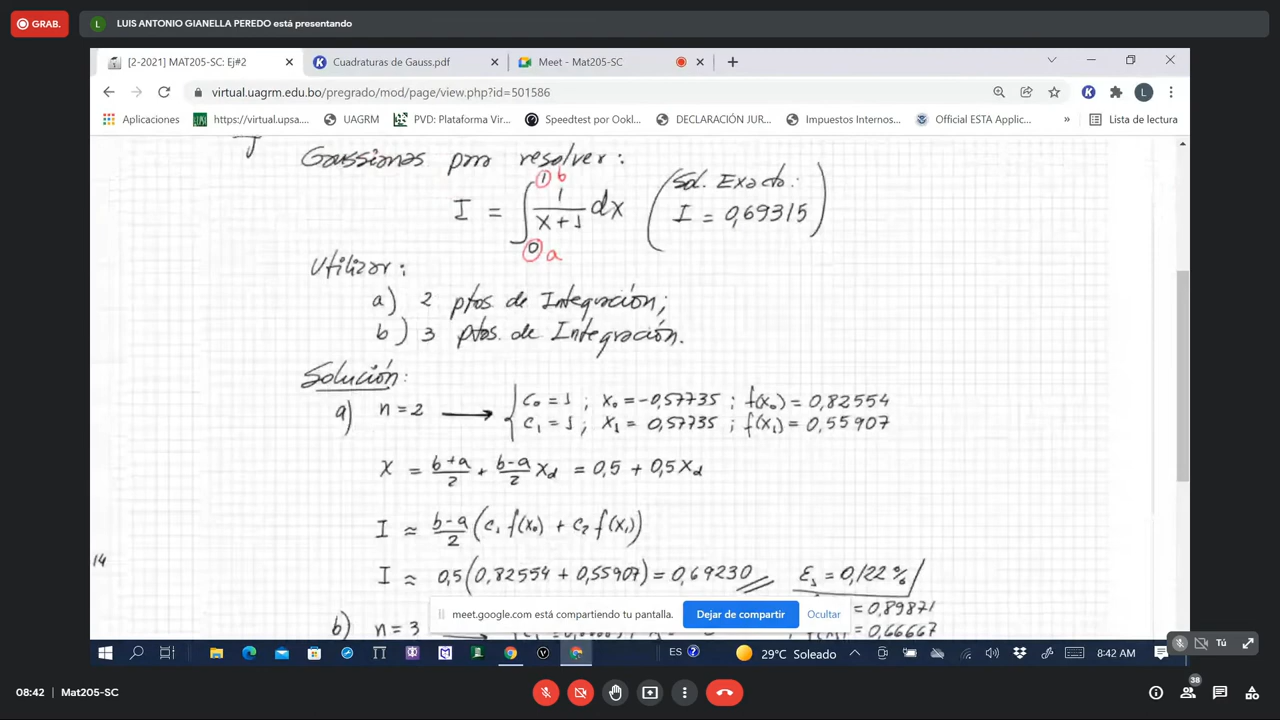 GRAB.
L
LUIS ANTONIO GIANELLA PEREDO está presentando
[2-2021] MAT205-SC: Ej#2
Cuadraturas de Gauss.pdf
Meet - Mat205-SC
virtual.uagrm.edu.bo/pregrado/mod/page/view.php?id=501586
L
Aplicaciones
https://virtual.upsa....
UAGRM
PVD: Plataforma Vir...
Speedtest por Ookl...
DECLARACIÓN JUR...
Impuestos Internos...
Official ESTA Applic...
»
Lista de lectura
Gaussianas para resolver:
I = ∫ 1/(x+1) dx
1 b
0 a
(Sol. Exacta:
I = 0,69315)
Utilizar:
a) 2 ptos. de Integración;
b) 3 ptos. de Integración.
Solución:
a) n = 2 → { C₀ = 1 ; x₀ = -0,57735 ; f(x₀) = 0,82554
C₁ = 1 ; x₁ = 0,57735 ; f(x₁) = 0,55907
x = (b+a)/2 + (b-a)/2 x_d = 0,5 + 0,5 x_d
I ≈ (b-a)/2 (c₁ f(x₀) + c₂ f(x₁))
14
I ≈ 0,5(0,82554 + 0,55907) = 0,69230 // ε₁ = 0,122 %
= 0,89871
meet.google.com está compartiendo tu pantalla.
Dejar de compartir
Ocultar
b) n = 3
= 0,66667
ES
29°C Soleado
8:42 AM
Tú
08:42
Mat205-SC
38